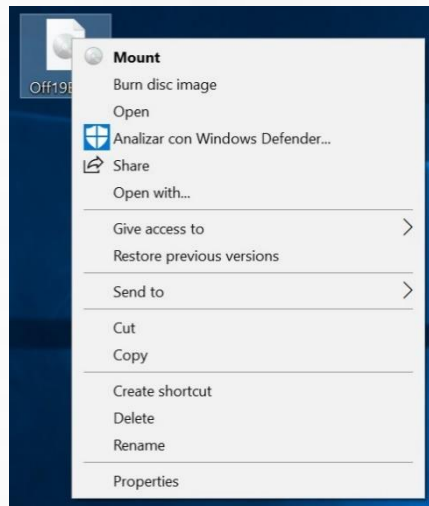 Off19E
Mount
Burn disc image
Open
Analizar con Windows Defender...
Share
Open with...
Give access to
Restore previous versions
Send to
Cut
Copy
Create shortcut
Delete
Rename
Properties